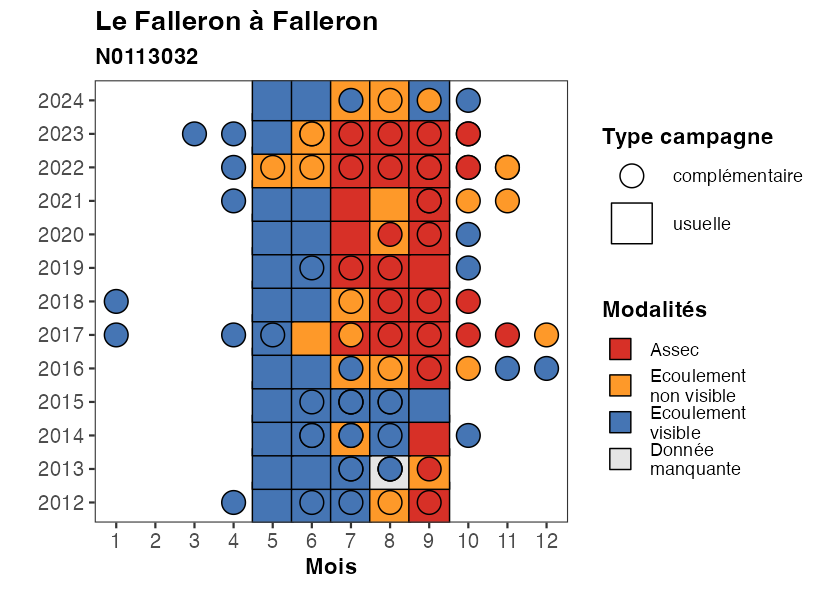 Le Falleron à Falleron
N0113032
2024
2023
2022
2021
2020
2019
2018
2017
2016
2015
2014
2013
2012
1 2 3 4 5 6 7 8 9 10 11 12
Mois
Type campagne
complémentaire
usuelle
Modalités
Assec
Ecoulement
non visible
Ecoulement
visible
Donnée
manquante